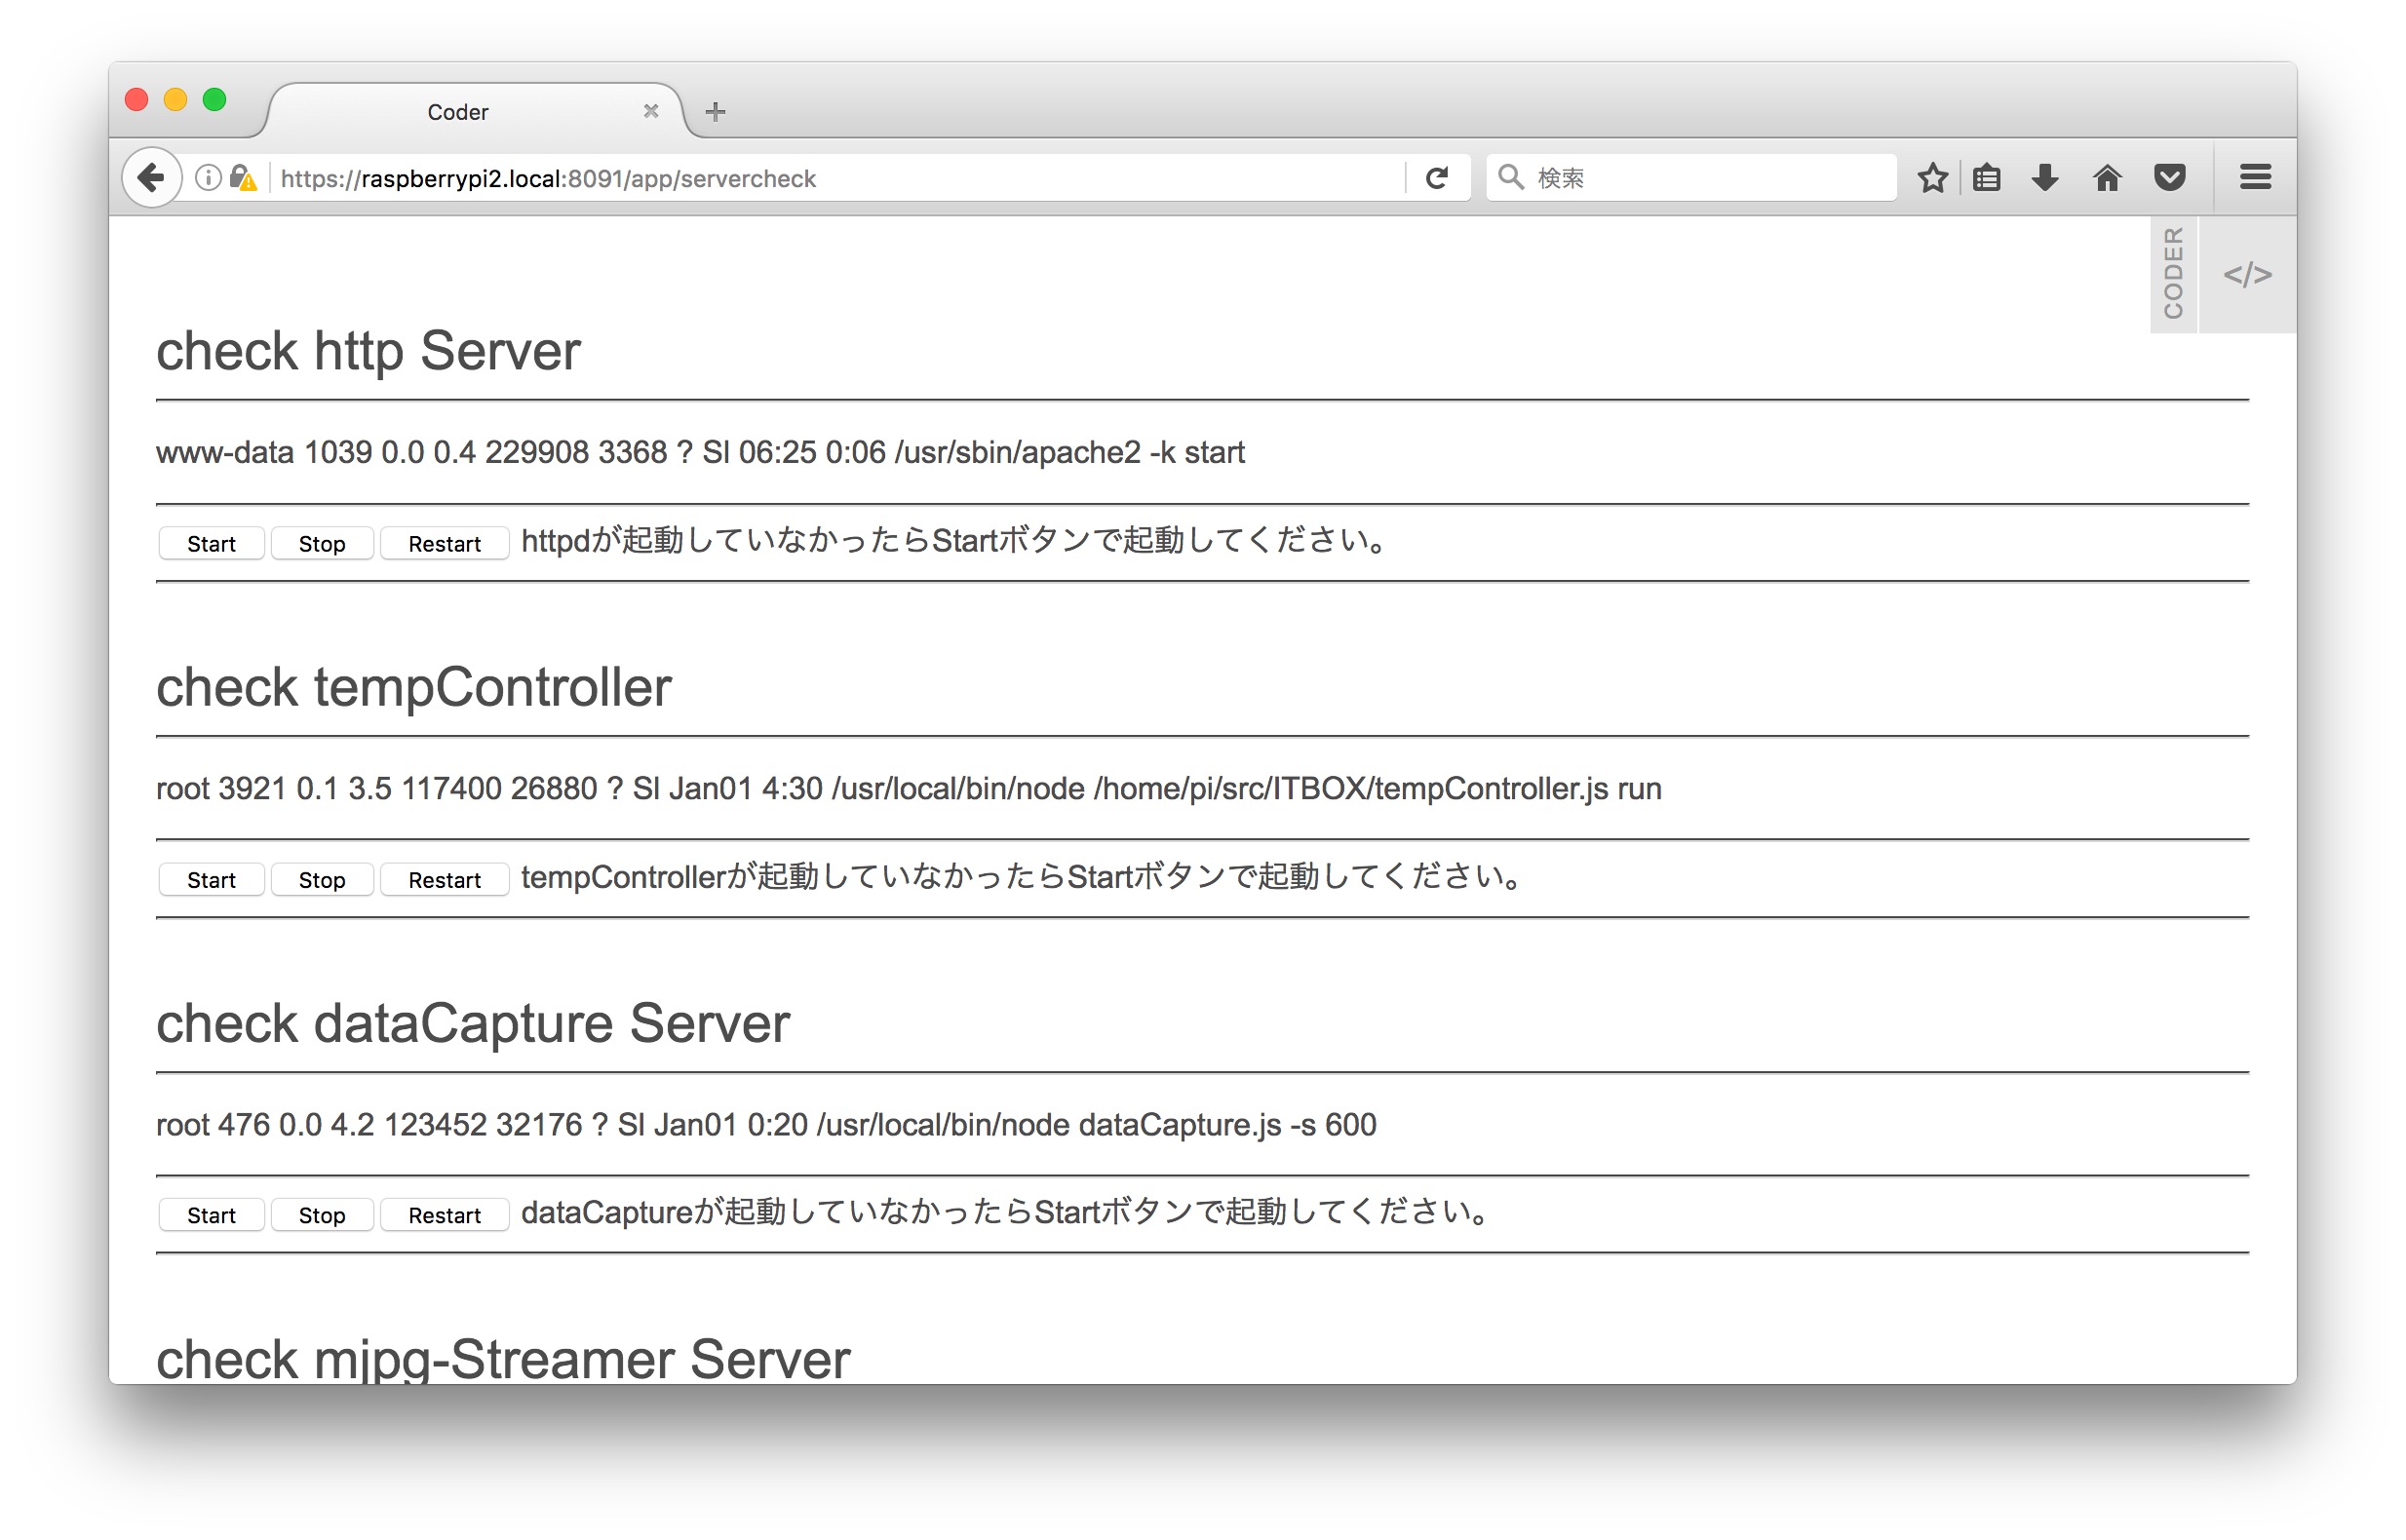 Coder
https://raspberrypi2.local:8091/app/servercheck
検索
CODER
</>
check http Server
www-data 1039 0.0 0.4 229908 3368 ? Sl 06:25 0:06 /usr/sbin/apache2 -k start
Start Stop Restart httpdが起動していなかったらStartボタンで起動してください。
check tempController
root 3921 0.1 3.5 117400 26880 ? Sl Jan01 4:30 /usr/local/bin/node /home/pi/src/ITBOX/tempController.js run
Start Stop Restart tempControllerが起動していなかったらStartボタンで起動してください。
check dataCapture Server
root 476 0.0 4.2 123452 32176 ? Sl Jan01 0:20 /usr/local/bin/node dataCapture.js -s 600
Start Stop Restart dataCaptureが起動していなかったらStartボタンで起動してください。
check mjpg-Streamer Server